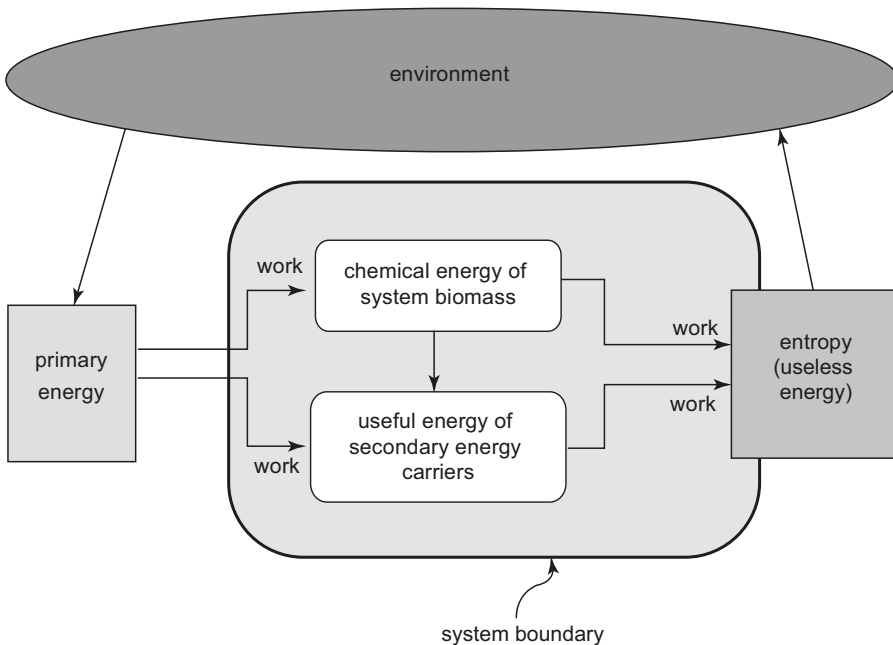 environment
work
chemical energy of
system biomass
primary
energy
work
entropy
(useless
energy)
useful energy of
secondary energy
carriers
work
work
system boundary